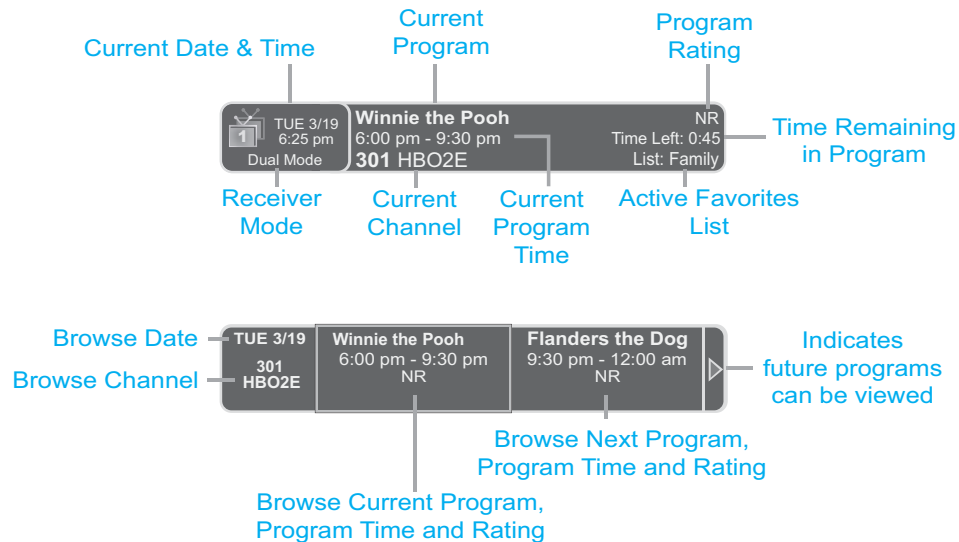 Current Date & Time
Current
Program
Program
Rating
1
TUE 3/19
6:25 pm
Dual Mode
Winnie the Pooh
6:00 pm - 9:30 pm
301 HBO2E
NR
Time Left: 0:45
List: Family
Time Remaining
in Program
Receiver
Mode
Current
Channel
Current
Program
Time
Active Favorites
List
Browse Date
Browse Channel
TUE 3/19
301
HBO2E
Winnie the Pooh
6:00 pm - 9:30 pm
NR
Flanders the Dog
9:30 pm - 12:00 am
NR
Indicates
future programs
can be viewed
Browse Next Program,
Program Time and Rating
Browse Current Program,
Program Time and Rating